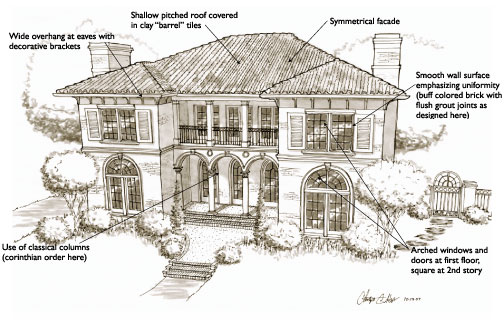 Shallow pitched roof covered
in clay “barrel” tiles
Symmetrical facade
Wide overhang at eaves with
decorative brackets
Smooth wall surface
emphasizing uniformity
(buff colored brick with
flush grout joints as
designed here)
Use of classical columns
(corinthian order here)
Arched windows and
doors at first floor,
square at 2nd story